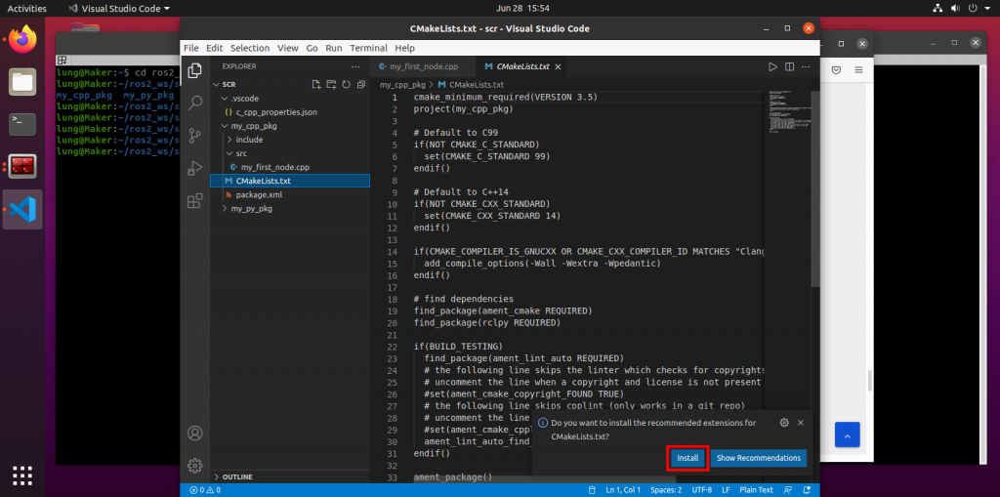 Activities
Visual Studio Code
Jun 28 15:54
CMakeLists.txt - scr - Visual Studio Code
File Edit Selection View Go Run Terminal Help
lung@Maker:~$ cd ros2_
lung@Maker:~/ros2_ws/s
my_cpp_pkg my_py_pkg
lung@Maker:~/ros2_ws/s
lung@Maker:~/ros2_ws/s
lung@Maker:~/ros2_ws/s
lung@Maker:~/ros2_ws/s
EXPLORER
SCR
.vscode
{} c_cpp_properties.json
my_cpp_pkg
include
src
my_first_node.cpp
CMakeLists.txt
package.xml
my_py_pkg
OUTLINE
my_first_node.cpp
CMakeLists.txt
my_cpp_pkg > CMakeLists.txt
1 cmake_minimum_required(VERSION 3.5)
2 project(my_cpp_pkg)
3
4 # Default to C99
5 if(NOT CMAKE_C_STANDARD)
6 set(CMAKE_C_STANDARD 99)
7 endif()
8
9 # Default to C++14
10 if(NOT CMAKE_CXX_STANDARD)
11 set(CMAKE_CXX_STANDARD 14)
12 endif()
13
14 if(CMAKE_COMPILER_IS_GNUCXX OR CMAKE_CXX_COMPILER_ID MATCHES "Clang
15 add_compile_options(-Wall -Wextra -Wpedantic)
16 endif()
17
18 # find dependencies
19 find_package(ament_cmake REQUIRED)
20 find_package(rclpy REQUIRED)
21
22 if(BUILD_TESTING)
23 find_package(ament_lint_auto REQUIRED)
24 # the following line skips the linter which checks for copyrights
25 # uncomment the line when a copyright and license is not present
26 #set(ament_cmake_copyright_FOUND TRUE)
27 # the following line skips cpplint (only works in a git repo)
28 # uncomment the line
29 #set(ament_cmake_cppl
30 ament_lint_auto_find_
31 endif()
32
33 ament_package()
Do you want to install the recommended extensions for
CMakeLists.txt?
Install
Show Recommendations
0 0
Ln 1, Col 1 Spaces: 2 UTF-8 LF Plain Text